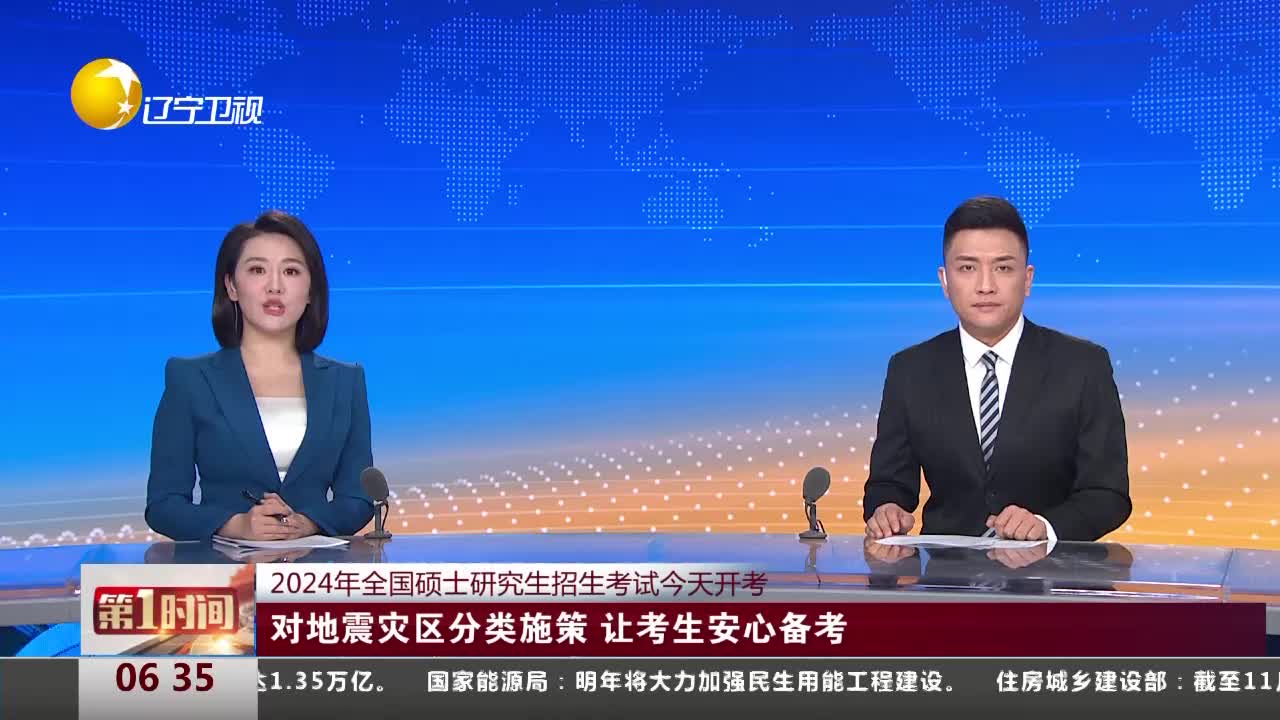 辽宁卫视
2024年全国硕士研究生招生考试今天开考
第1时间
对地震灾区分类施策 让考生安心备考
06 35
达1.35万亿。 国家能源局：明年将大力加强民生用能工程建设。 住房城乡建设部：截至11月